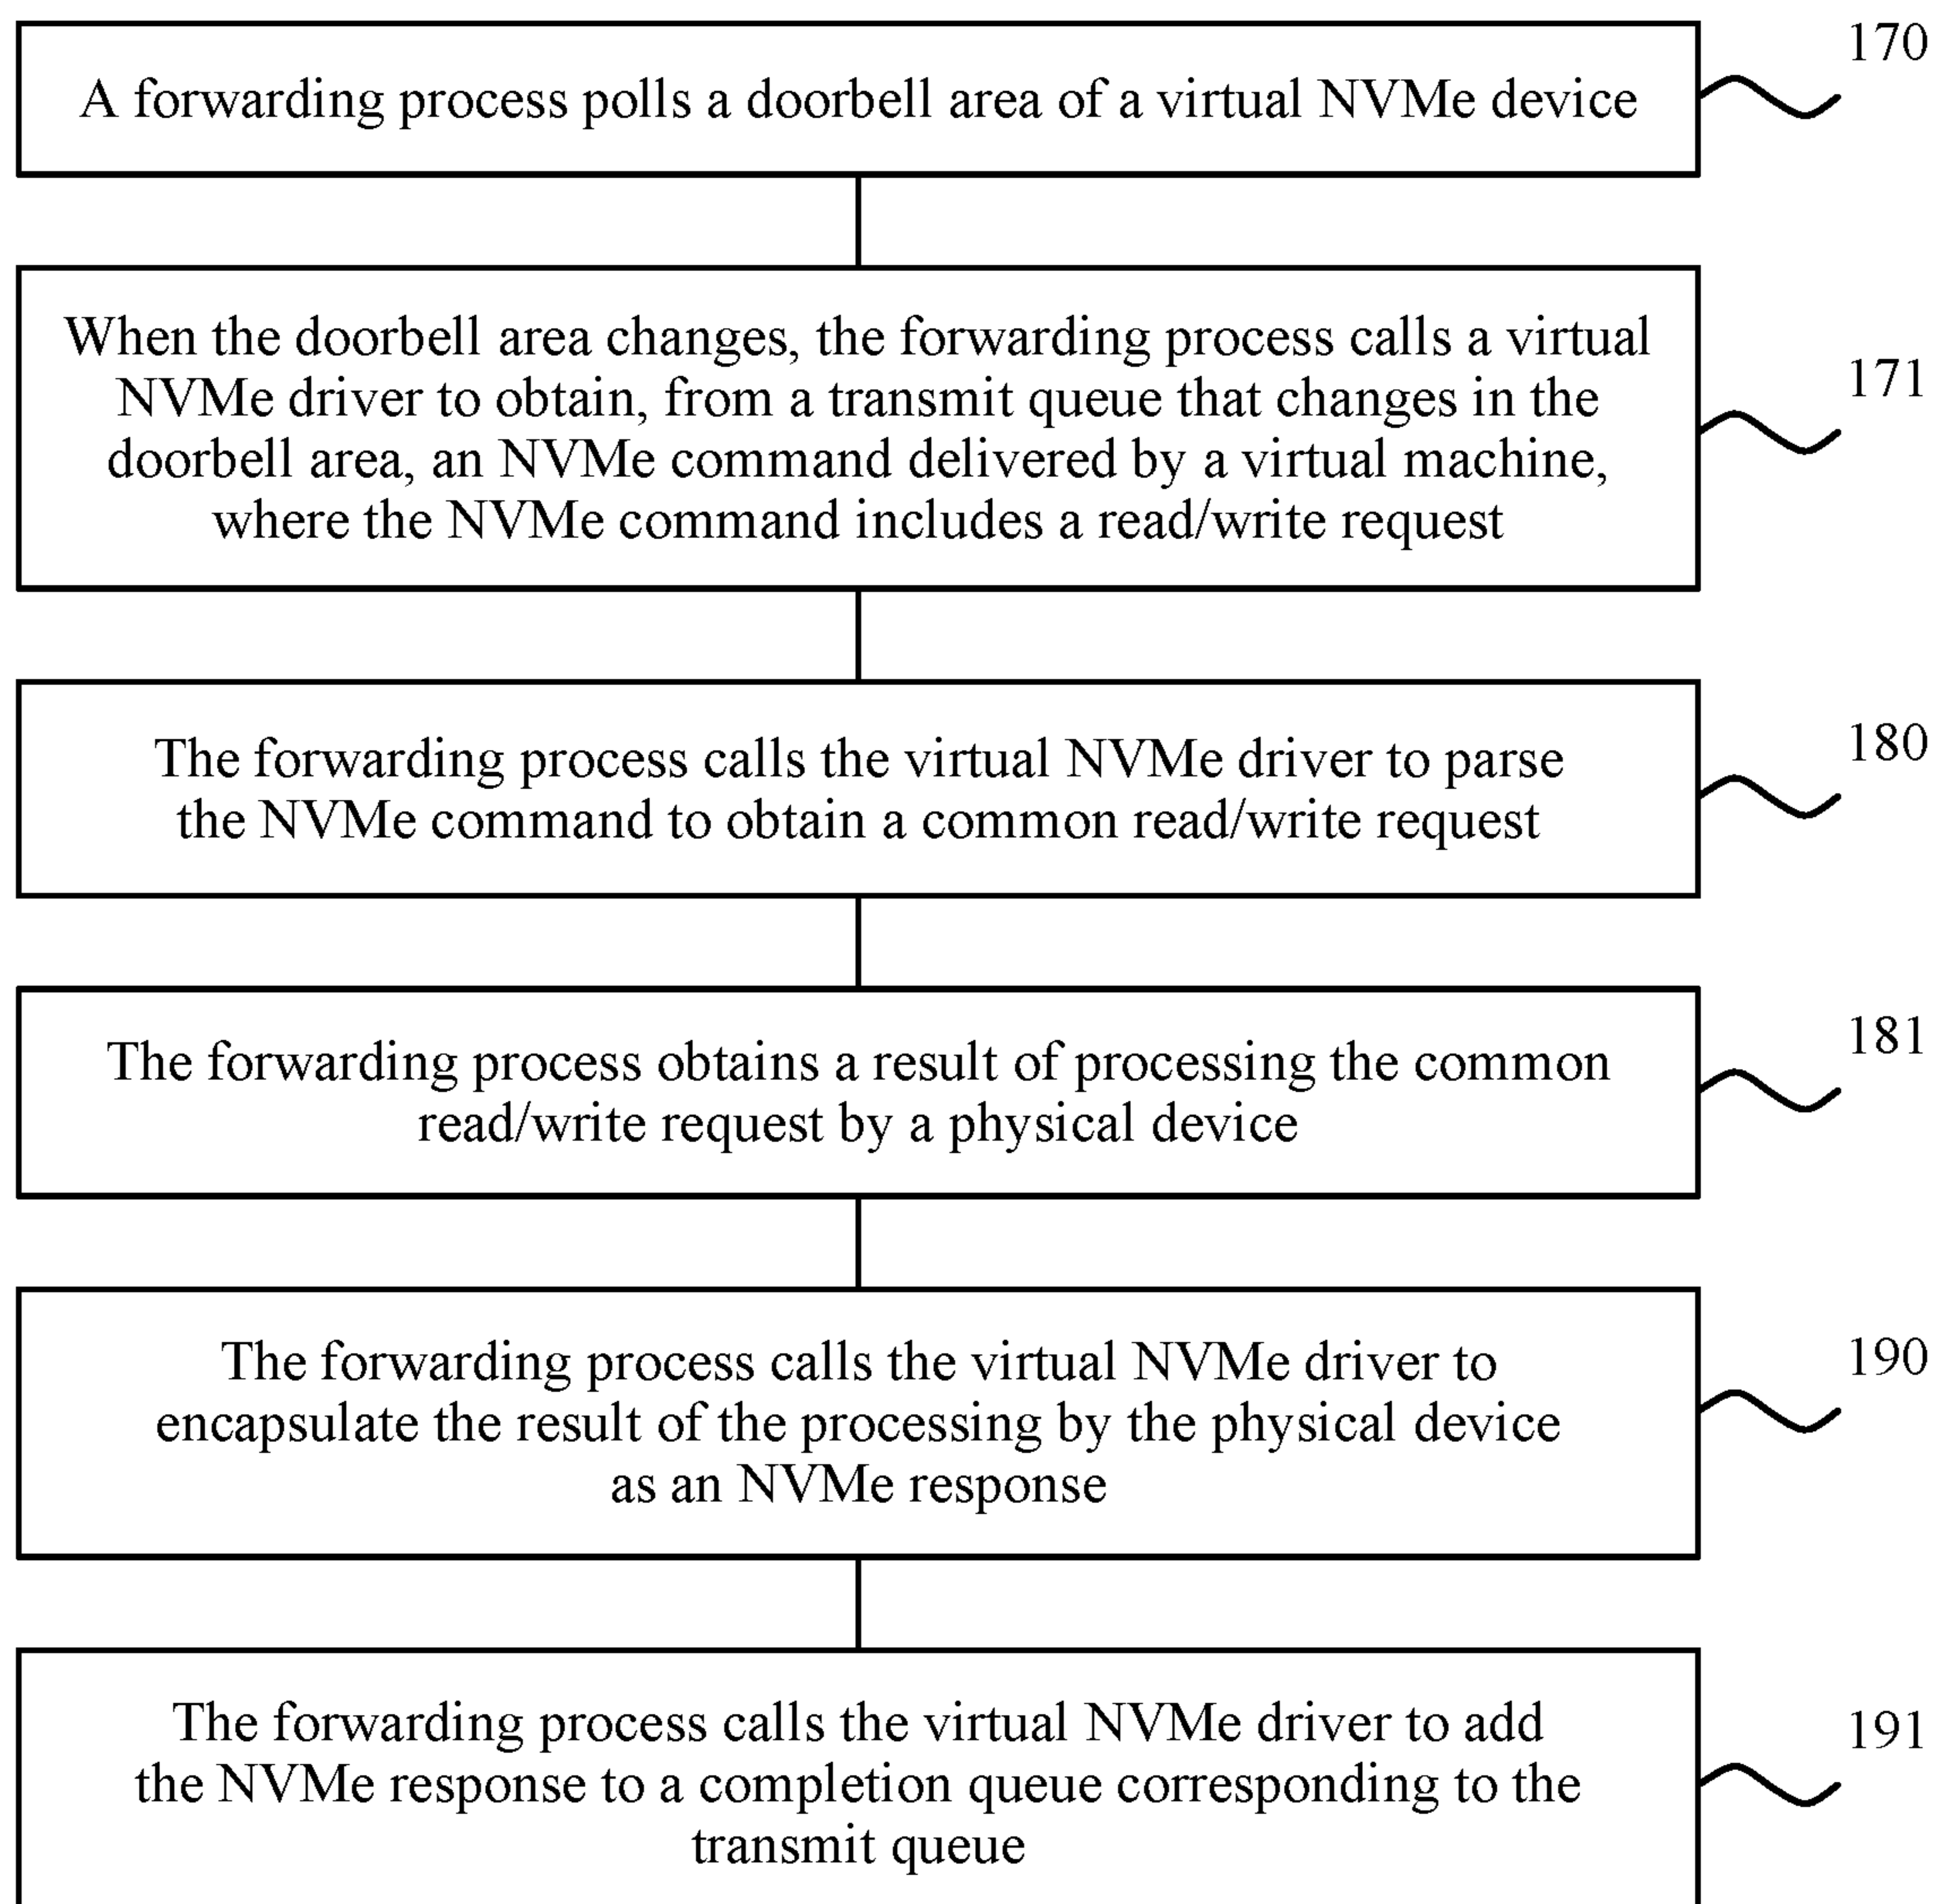 A forwarding process polls a doorbell area of a virtual NVMe device
170
When the doorbell area changes, the forwarding process calls a virtual
NVMe driver to obtain, from a transmit queue that changes in the
doorbell area, an NVMe command delivered by a virtual machine,
where the NVMe command includes a read/write request
171
The forwarding process calls the virtual NVMe driver to parse
the NVMe command to obtain a common read/write request
180
The forwarding process obtains a result of processing the common
read/write request by a physical device
181
The forwarding process calls the virtual NVMe driver to
encapsulate the result of the processing by the physical device
as an NVMe response
190
The forwarding process calls the virtual NVMe driver to add
the NVMe response to a completion queue corresponding to the
transmit queue
191